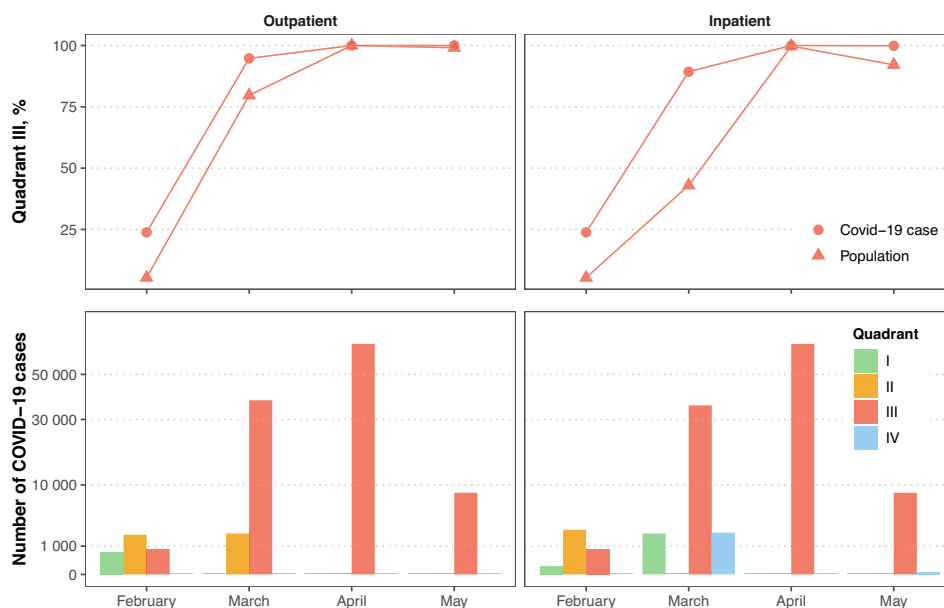 Outpatient
Inpatient
Quadrant III, %
100
75
50
25
Covid−19 case
Population
Number of COVID−19 cases
50 000
30 000
10 000
1 000
0
Quadrant
I
II
III
IV
February
March
April
May
February
March
April
May